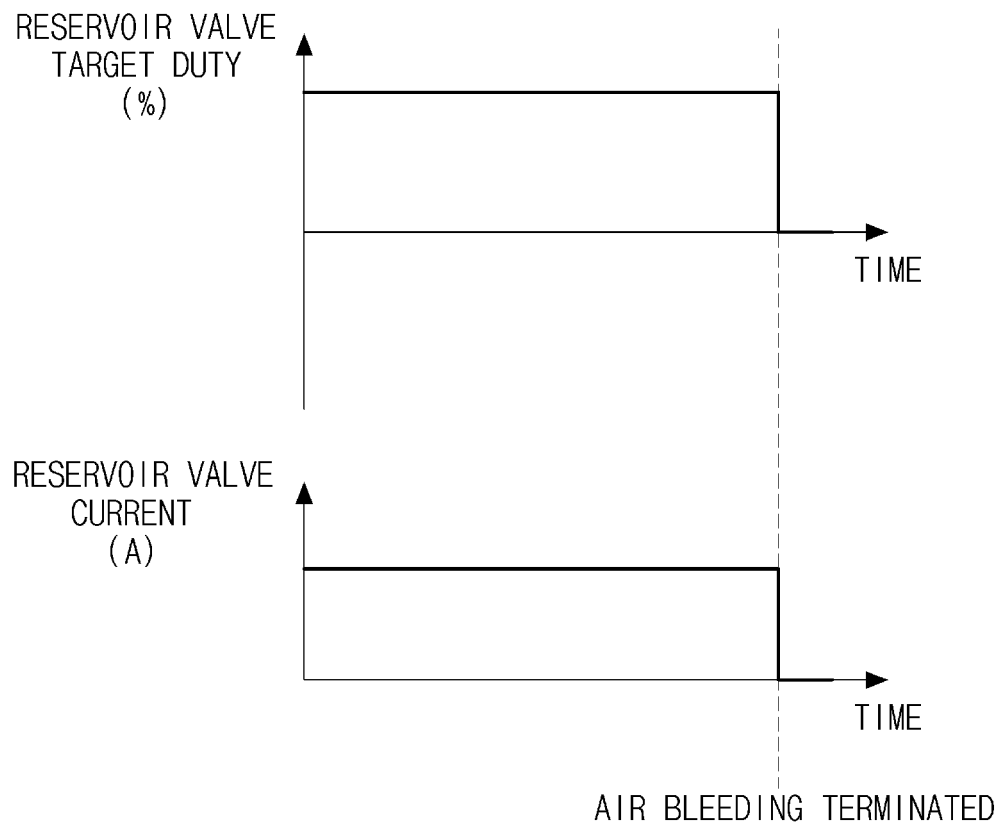 RESERVOIR VALVE
TARGET DUTY
(%)
TIME
RESERVOIR VALVE
CURRENT
(A)
TIME
AIR BLEEDING TERMINATED